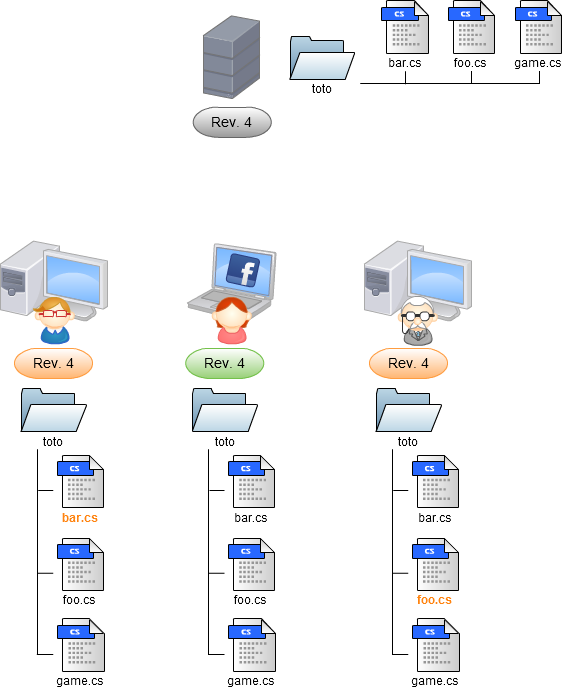 cs cs cs
bar.cs foo.cs game.cs
toto
Rev. 4
f
Rev. 4 Rev. 4 Rev. 4
toto toto toto
cs cs cs
bar.cs bar.cs bar.cs
cs cs cs
foo.cs foo.cs foo.cs
cs cs cs
game.cs game.cs game.cs